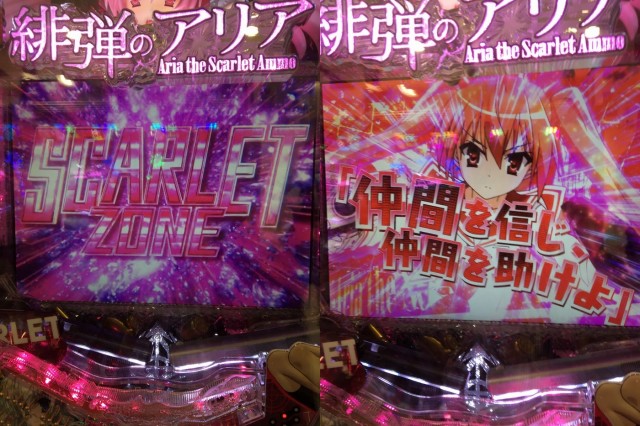 緋弾のアリア
Aria the Scarlet Ammo
SCARLET
ZONE
SCARLET
緋弾のアリア
Aria the Scarlet Ammo
「仲間を信じ、
仲間を助けよ」